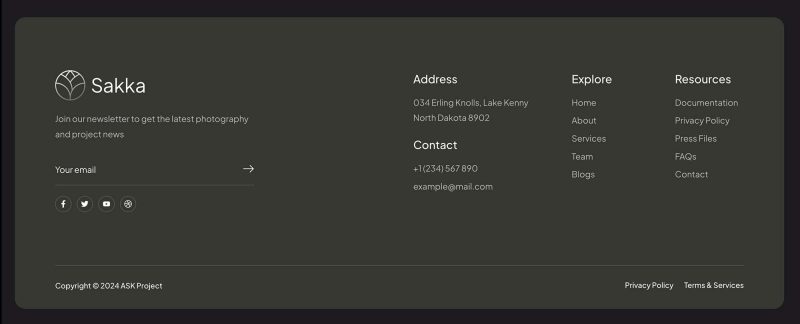 Sakka
Join our newsletter to get the latest photography
and project news
Your email
Address
034 Erling Knolls, Lake Kenny
North Dakota 8902
Contact
+1 (234) 567 890
example@mail.com
Explore
Home
About
Services
Team
Blogs
Resources
Documentation
Privacy Policy
Press Files
FAQs
Contact
Copyright © 2024 ASK Project
Privacy Policy
Terms & Services